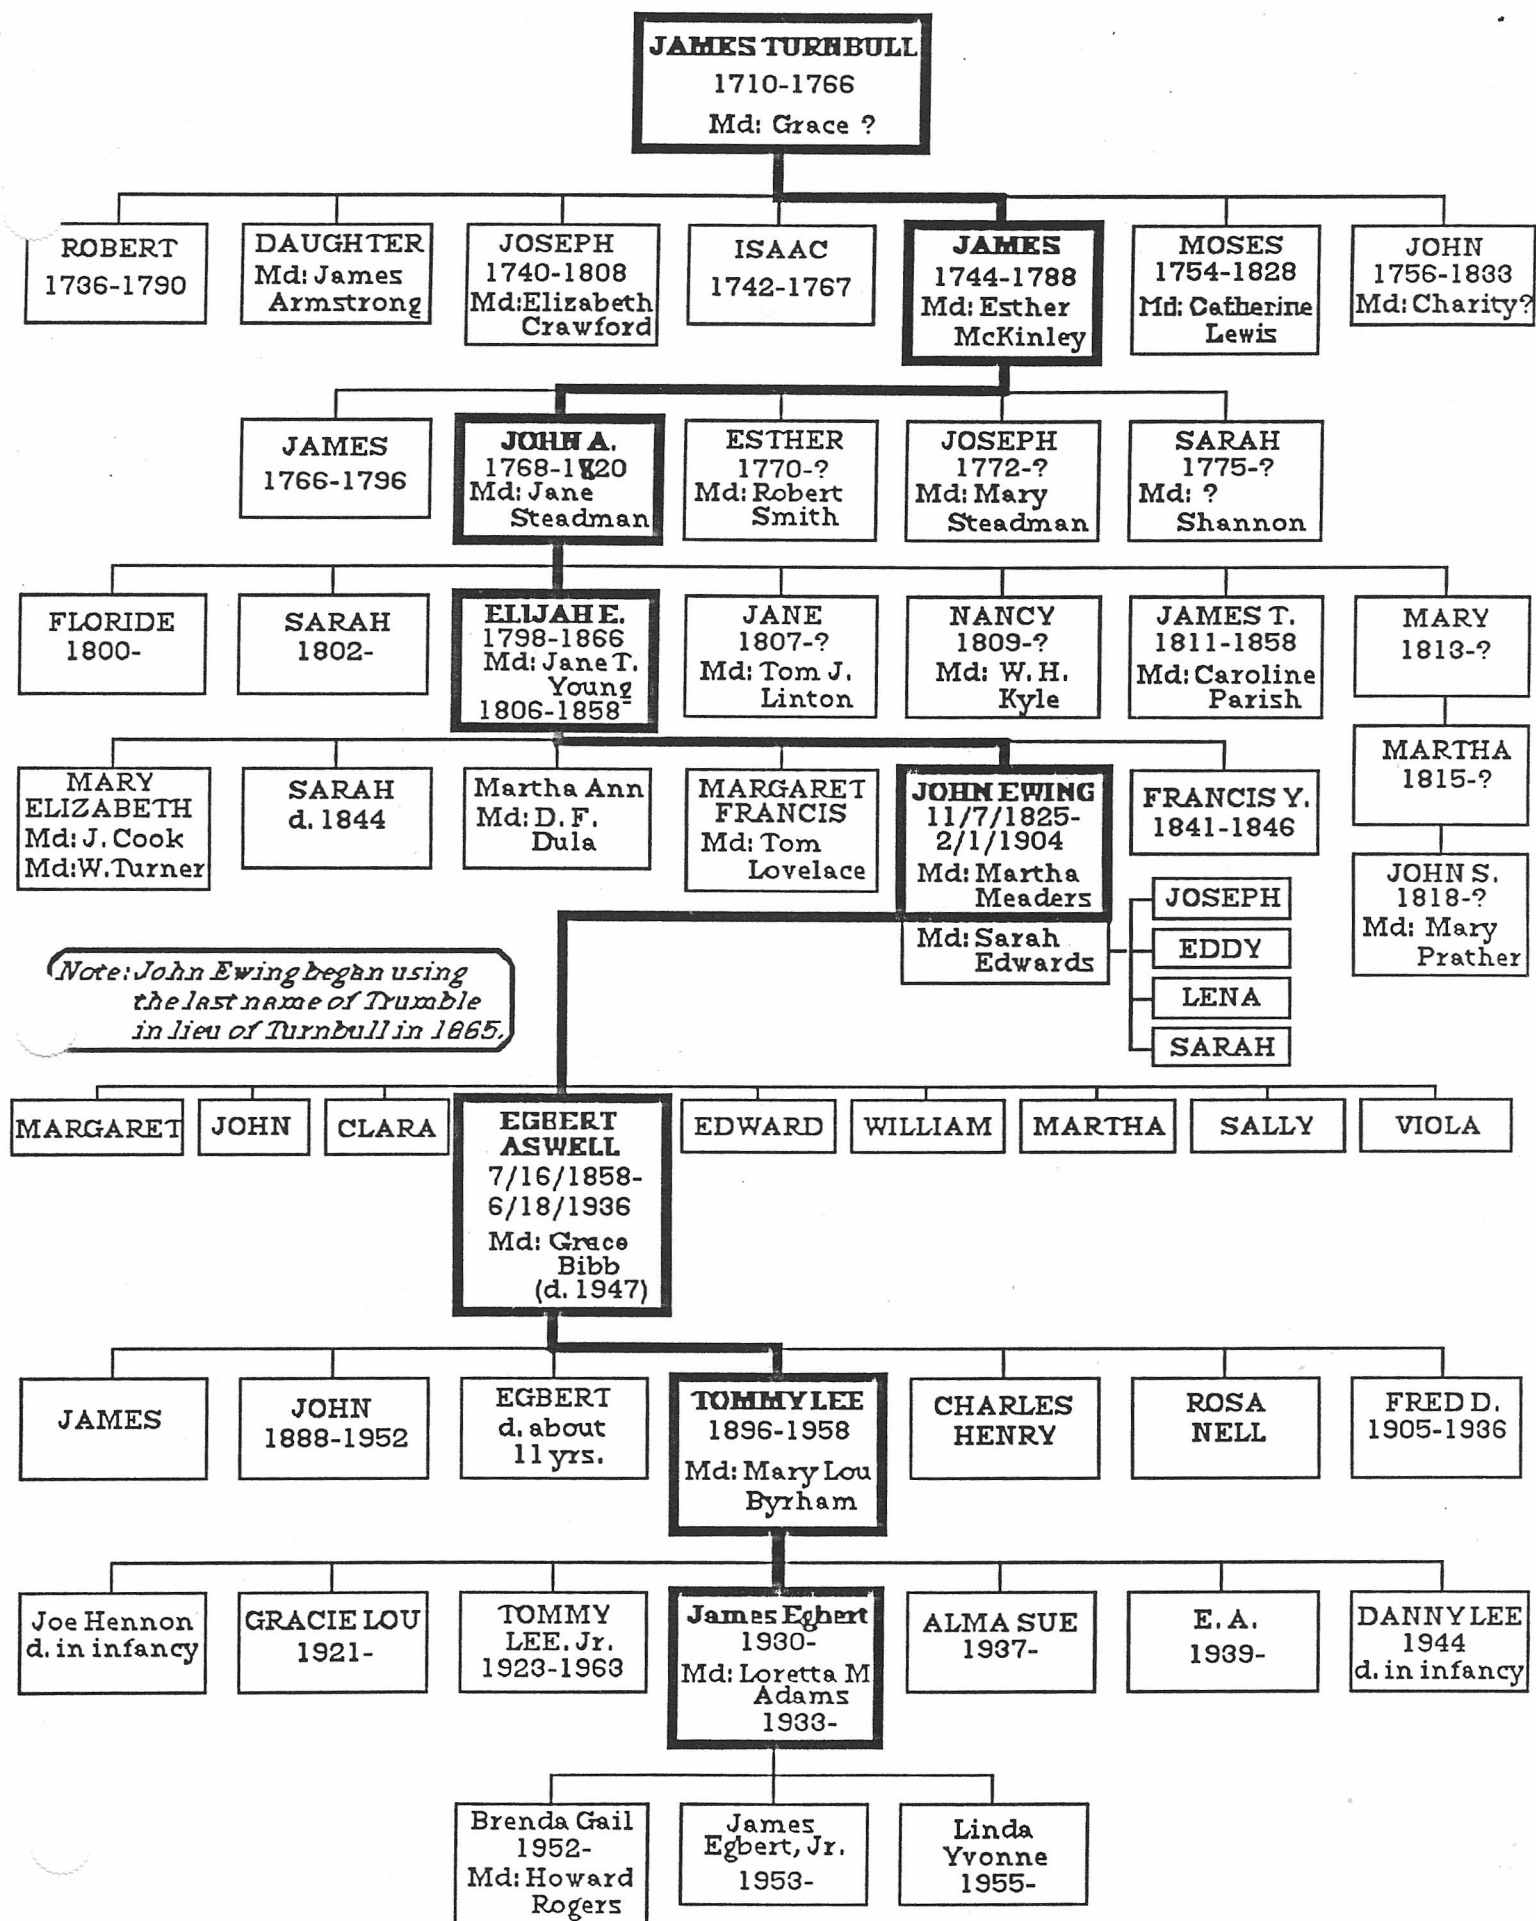 JAMES TURNBULL
1710-1766
Md: Grace ?
ROBERT
1736-1790
DAUGHTER
Md: James
Armstrong
JOSEPH
1740-1808
Md:Elizabeth
Crawford
ISAAC
1742-1767
JAMES
1744-1788
Md: Esther
McKinley
MOSES
1754-1828
Md: Catherine
Lewis
JOHN
1756-1833
Md: Charity?
JAMES
1766-1796
JOHN A.
1768-1820
Md: Jane
Steadman
ESTHER
1770-?
Md: Robert
Smith
JOSEPH
1772-?
Md: Mary
Steadman
SARAH
1775-?
Md: ?
Shannon
FLORIDE
1800-
SARAH
1802-
ELIJAH E.
1798-1866
Md: Jane T.
Young
1806-1858
JANE
1807-?
Md: Tom J.
Linton
NANCY
1809-?
Md: W. H.
Kyle
JAMES T.
1811-1858
Md: Caroline
Parish
MARY
1813-?
MARTHA
1815-?
JOHN S.
1818-?
Md: Mary
Prather
MARY
ELIZABETH
Md: J. Cook
Md:W. Turner
SARAH
d. 1844
Martha Ann
Md: D. F.
Dula
MARGARET
FRANCIS
Md: Tom
Lovelace
JOHN EWING
11/7/1825-
2/1/1904
Md: Martha
Meaders
Md: Sarah
Edwards
FRANCIS Y.
1841-1846
JOSEPH
EDDY
LENA
SARAH
Note: John Ewing began using
the last name of Trumble
in lieu of Turnbull in 1865.
MARGARET
JOHN
CLARA
EGBERT
ASWELL
7/16/1858-
6/18/1936
Md: Grace
Bibb
(d. 1947)
EDWARD
WILLIAM
MARTHA
SALLY
VIOLA
JAMES
JOHN
1888-1952
EGBERT
d. about
11 yrs.
TOMMY LEE
1896-1958
Md: Mary Lou
Byrham
CHARLES
HENRY
ROSA
NELL
FRED D.
1905-1936
Joe Hennon
d. in infancy
GRACIE LOU
1921-
TOMMY
LEE. Jr.
1923-1963
James Egbert
1930-
Md: Loretta M
Adams
1933-
ALMA SUE
1937-
E. A.
1939-
DANNY LEE
1944
d. in infancy
Brenda Gail
1952-
Md: Howard
Rogers
James
Egbert, Jr.
1953-
Linda
Yvonne
1955-